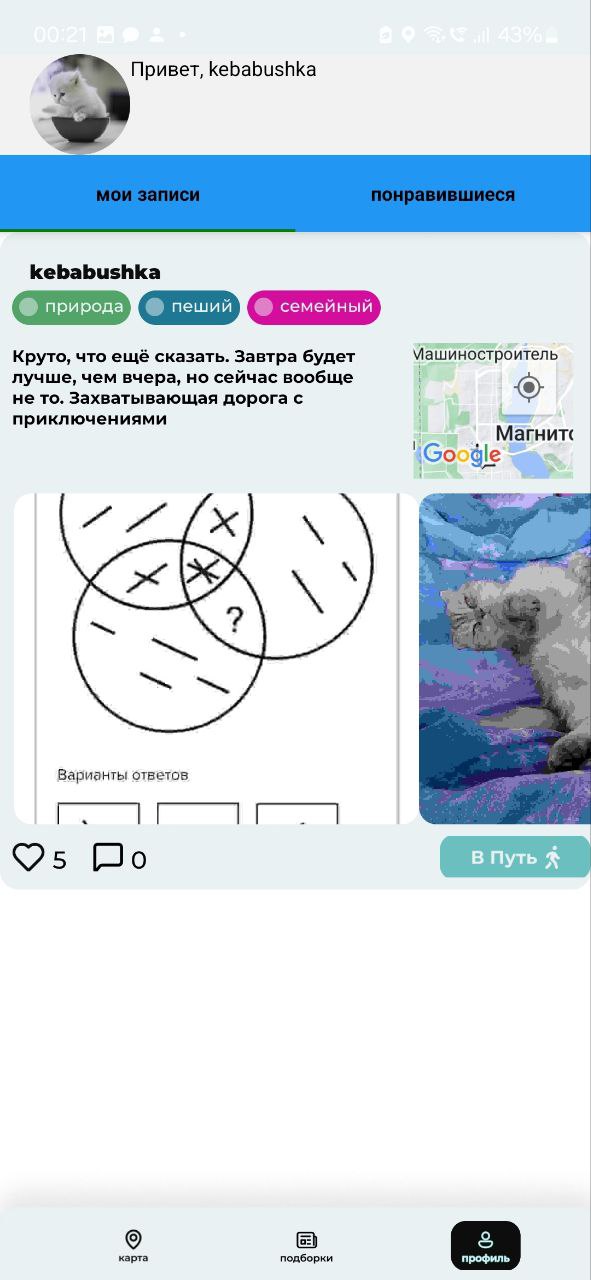 00:21
43%
Привет, kebabushka
мои записи
понравившиеся
kebabushka
природа
пеший
семейный
Круто, что ещё сказать. Завтра будет
лучше, чем вчера, но сейчас вообще
не то. Захватывающая дорога с
приключениями
Машиностроитель
Магнито
Google
?
Варианты ответов
5
0
В Путь
карта
подборки
профиль